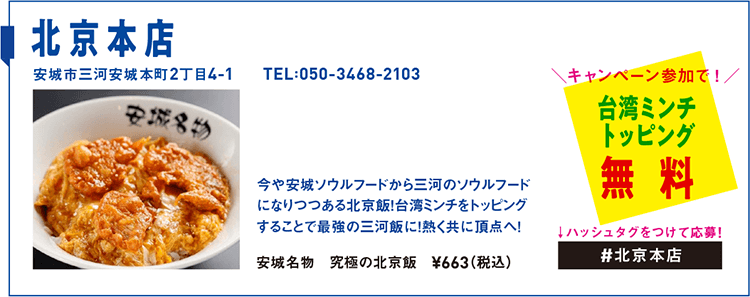 北京本店
安城市三河安城本町2丁目4-1 TEL:050-3468-2103
安城名物
今や安城ソウルフードから三河のソウルフード
になりつつある北京飯!台湾ミンチをトッピング
することで最強の三河飯に!熱く共に頂点へ!
安城名物 究極の北京飯 ¥663(税込)
＼キャンペーン参加で!／
台湾ミンチ
トッピング
無料
↓ハッシュタグをつけて応募!
#北京本店